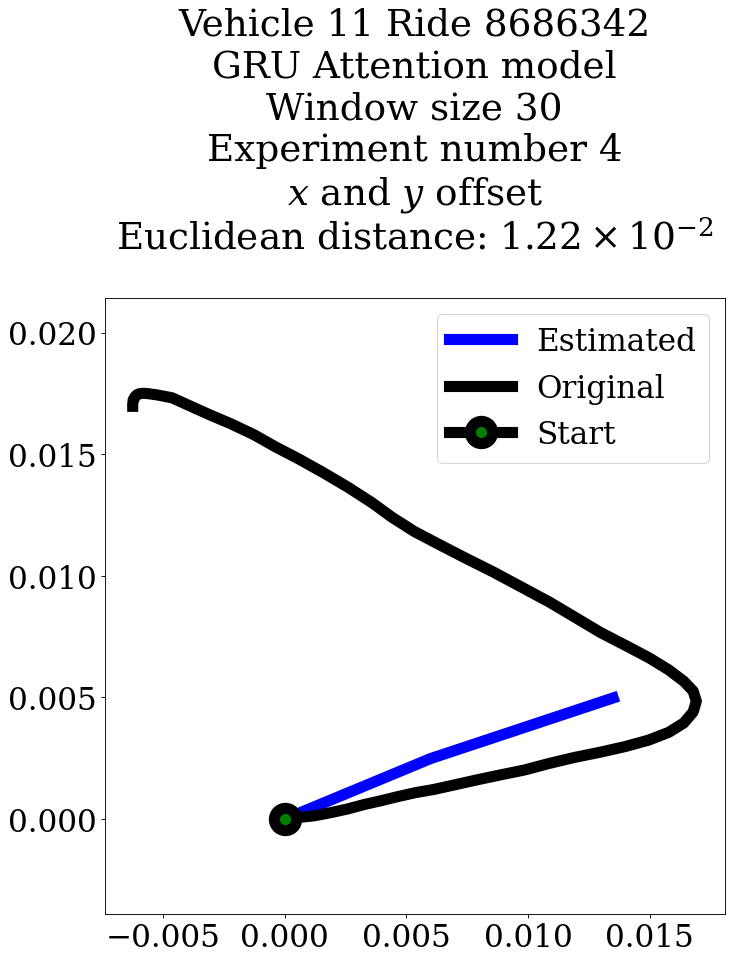 Vehicle 11 Ride 8686342
GRU Attention model
Window size 30
Experiment number 4
x and y offset
Euclidean distance: 1.22 × 10⁻²
Estimated
Original
Start
0.020
0.015
0.010
0.005
0.000
−0.005 0.000 0.005 0.010 0.015